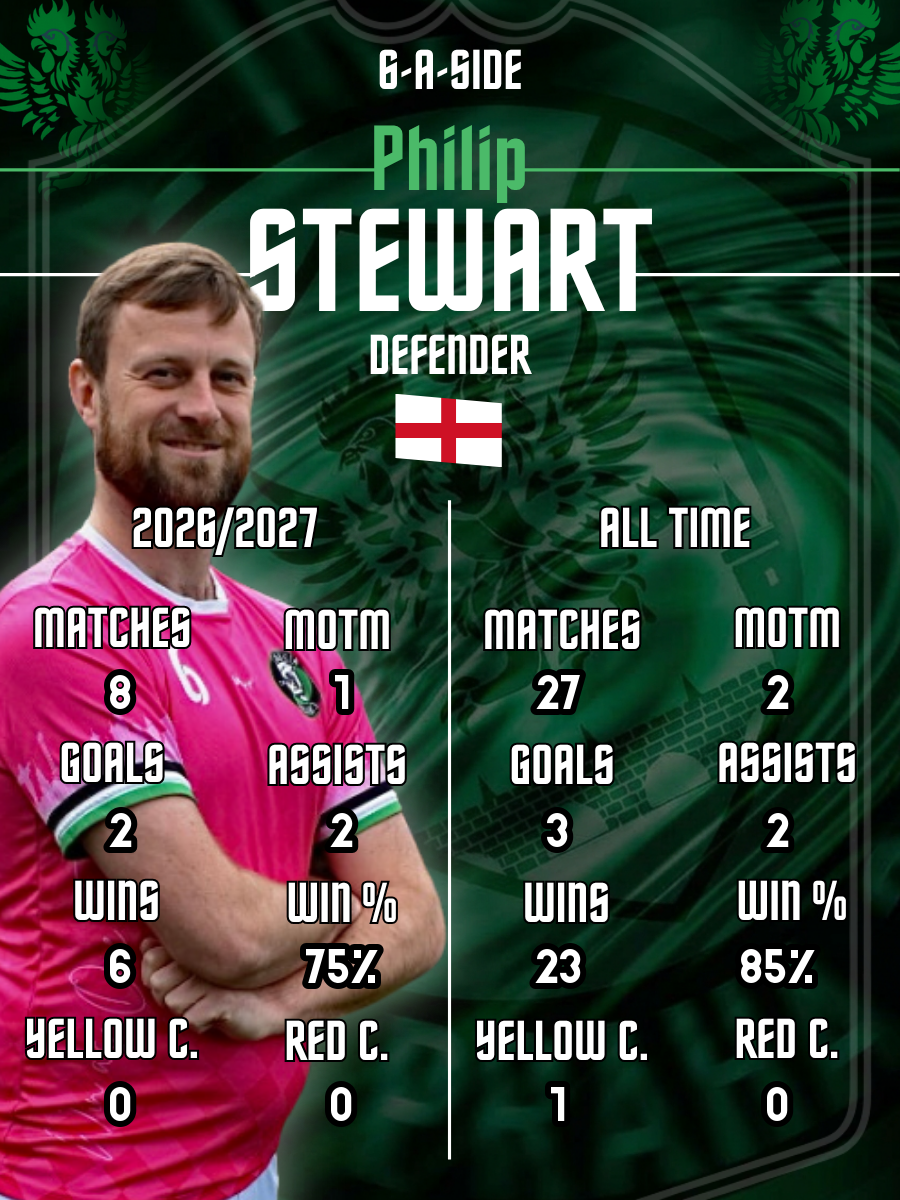 6-A-SIDE
Philip
STEWART
DEFENDER
2026/2027
MATCHES MOTM
8 1
GOALS ASSISTS
2 2
WINS WIN %
6 75%
YELLOW C. RED C.
0 0
ALL TIME
MATCHES MOTM
27 2
GOALS ASSISTS
3 2
WINS WIN %
23 85%
YELLOW C. RED C.
1 0
6